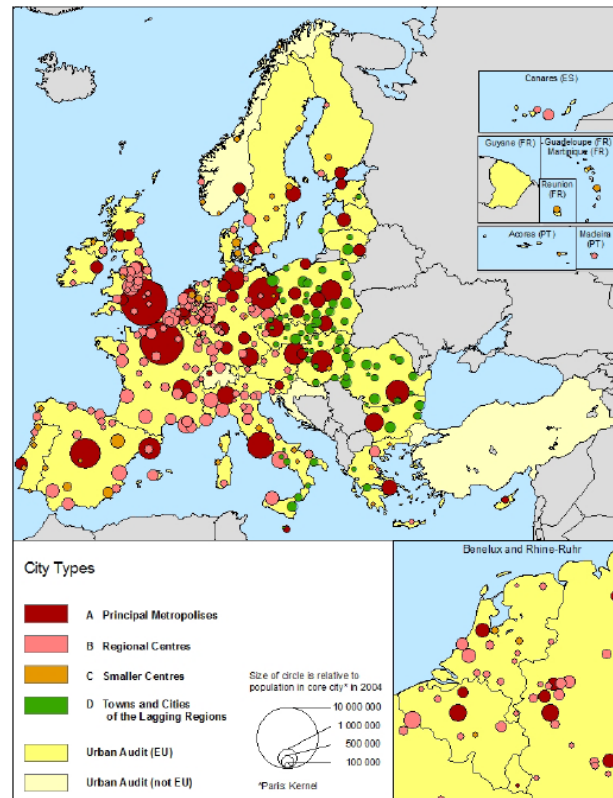 Canares (ES)
Guyane (FR)
Guadeloupe (FR)
Martinique (FR)
Reunion
(FR)
Acores (PT)
Madeira
(PT)
Benelux and Rhine-Ruhr
City Types
A Principal Metropolises
B Regional Centres
C Smaller Centres
D Towns and Cities
of the Lagging Regions
Urban Audit (EU)
Urban Audit (not EU)
Size of circle is relative to
population in core city* in 2004
10 000 000
1 000 000
500 000
100 000
*Paris: Kernel